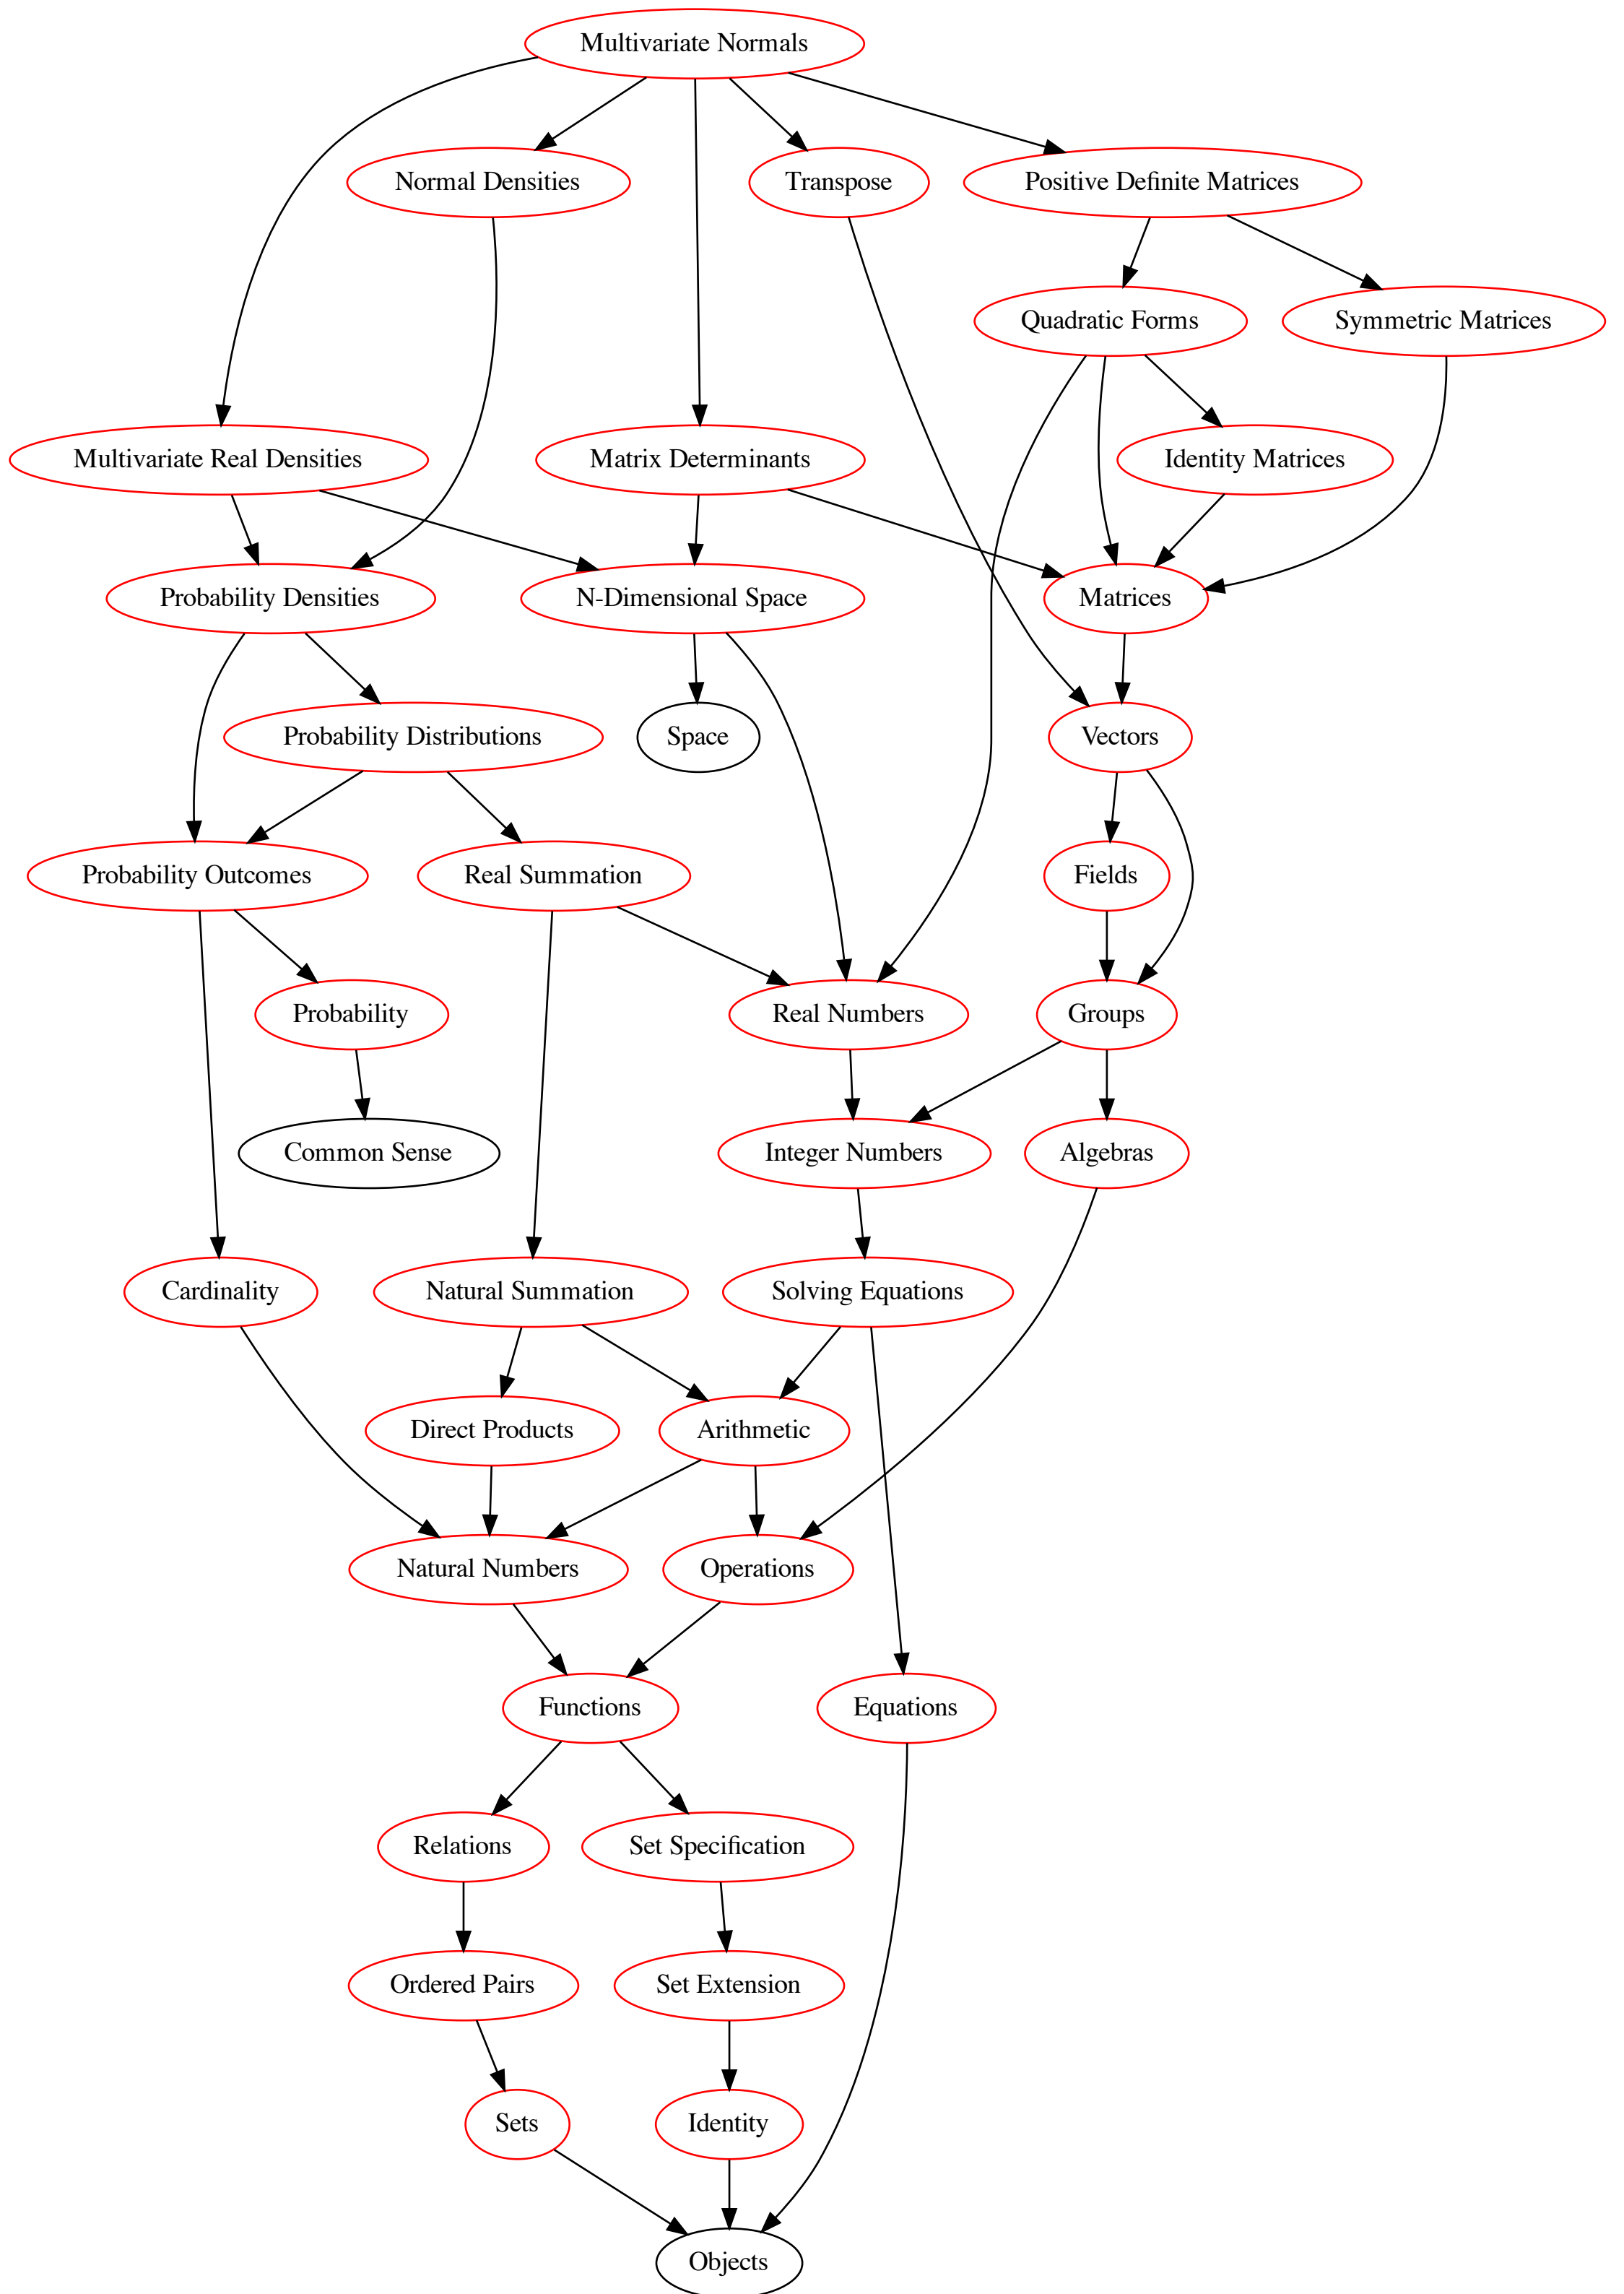 Multivariate Normals
Normal Densities
Transpose
Positive Definite Matrices
Quadratic Forms
Symmetric Matrices
Multivariate Real Densities
Matrix Determinants
Identity Matrices
Probability Densities
N-Dimensional Space
Matrices
Probability Distributions
Space
Vectors
Probability Outcomes
Real Summation
Fields
Probability
Real Numbers
Groups
Common Sense
Integer Numbers
Algebras
Cardinality
Natural Summation
Solving Equations
Direct Products
Arithmetic
Natural Numbers
Operations
Functions
Equations
Relations
Set Specification
Ordered Pairs
Set Extension
Sets
Identity
Objects